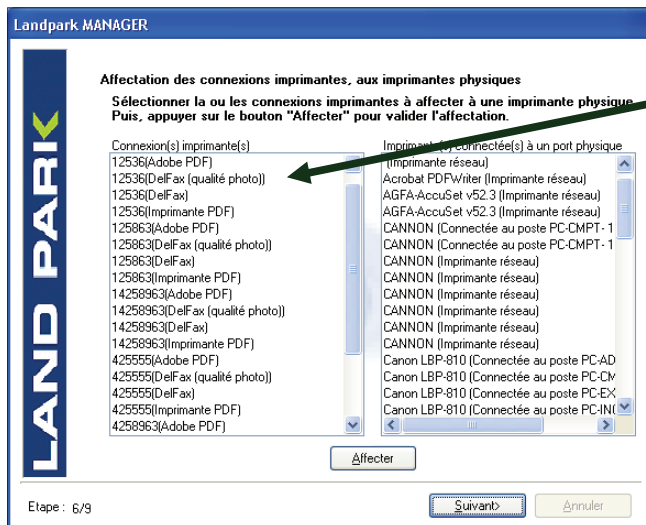 Landpark MANAGER
LAND PARK
Affectation des connexions imprimantes, aux imprimantes physiques
Sélectionner la ou les connexions imprimantes à affecter à une imprimante physique
Puis, appuyer sur le bouton "Affecter" pour valider l'affectation.
Connexion(s) imprimante(s)
12536(Adobe PDF)
12536(DelFax (qualité photo))
12536(DelFax)
12536(Imprimante PDF)
125863(Adobe PDF)
125863(DelFax (qualité photo))
125863(DelFax)
125863(Imprimante PDF)
14258963(Adobe PDF)
14258963(DelFax (qualité photo))
14258963(DelFax)
14258963(Imprimante PDF)
425555(Adobe PDF)
425555(DelFax (qualité photo))
425555(DelFax)
425555(Imprimante PDF)
4258963(Adobe PDF)
connectée(s) à un port physique
(Imprimante réseau)
Acrobat PDFWriter (Imprimante réseau)
AGFA-AccuSet v52.3 (Imprimante réseau)
AGFA-AccuSet v52.3 (Imprimante réseau)
CANNON (Connectée au poste PC-CMPT- 1
CANNON (Connectée au poste PC-CMPT- 1
CANNON (Imprimante réseau)
CANNON (Imprimante réseau)
CANNON (Imprimante réseau)
CANNON (Imprimante réseau)
CANNON (Imprimante réseau)
CANNON (Imprimante réseau)
Canon LBP-810 (Connectée au poste PC-AD
Canon LBP-810 (Connectée au poste PC-CM
Canon LBP-810 (Connectée au poste PC-EX
Canon LBP-810 (Connectée au poste PC-IN(
Affecter
Etape : 6/9
Suivant>
Annuler